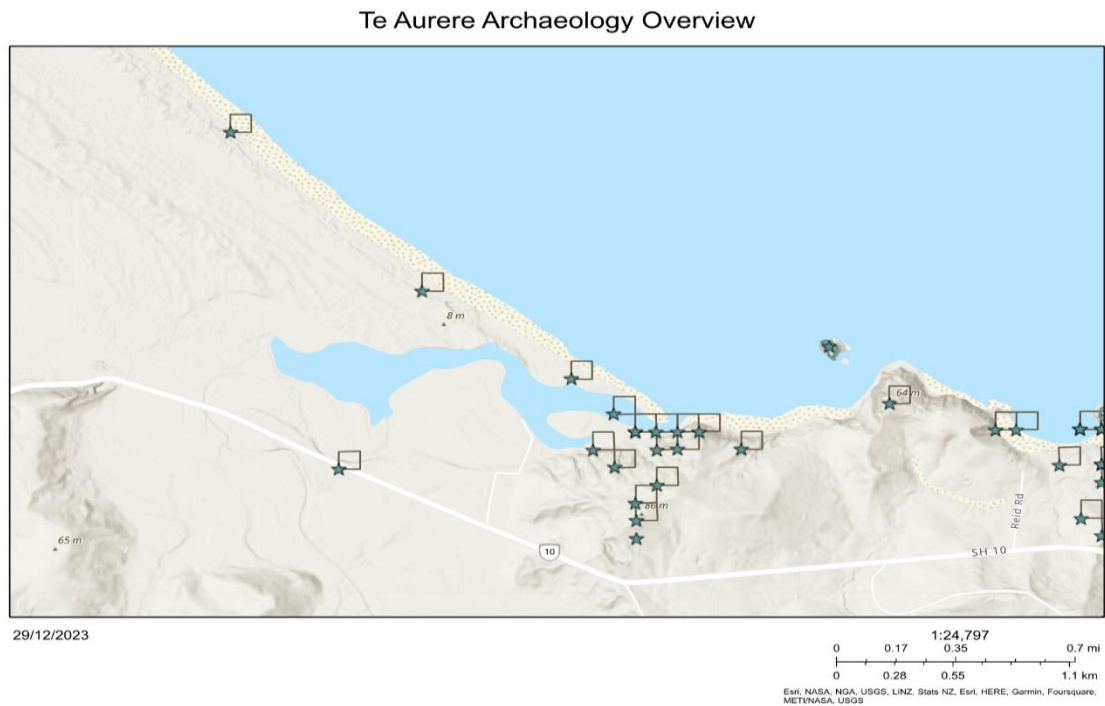 Te Aurere Archaeology Overview
8 m
64 m
86 m
65 m
10
Reid Rd
SH 10
29/12/2023
1:24,797
0 0.17 0.35 0.7 mi
0 0.28 0.55 1.1 km
Esri, NASA, NGA, USGS, LINZ, Stats NZ, Esri, HERE, Garmin, Foursquare,
METI/NASA, USGS